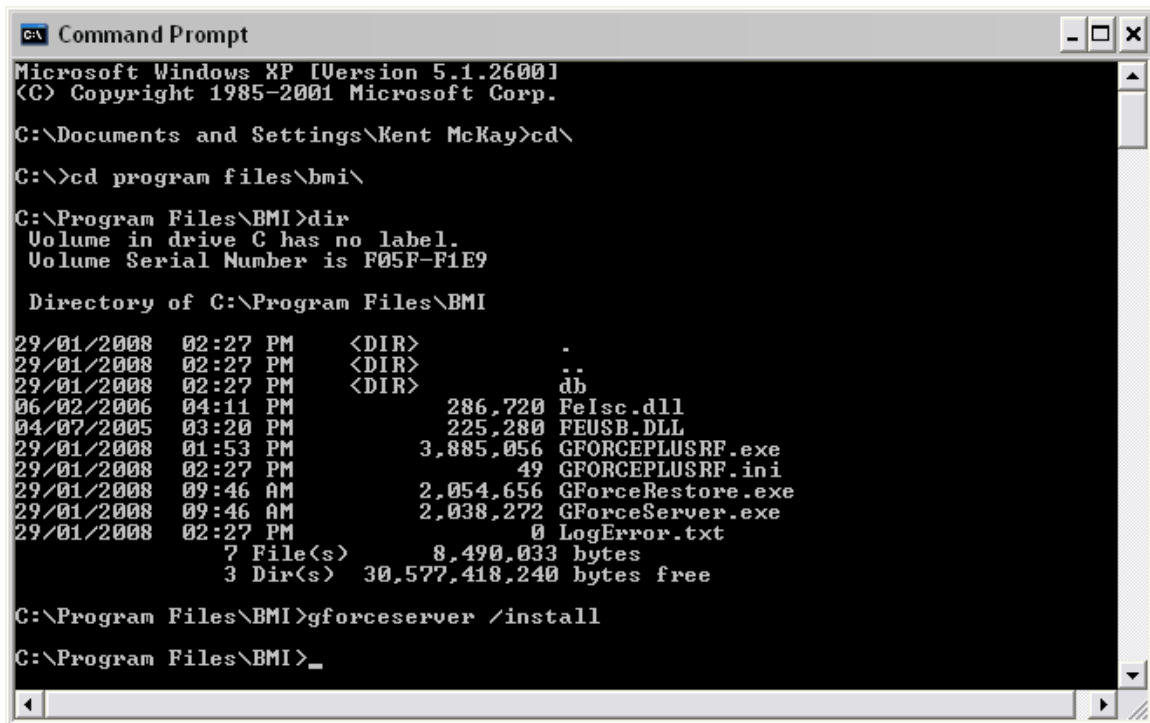 Command Prompt
Microsoft Windows XP [Version 5.1.2600]
(C) Copyright 1985-2001 Microsoft Corp.
C:\Documents and Settings\Kent McKay>cd\
C:\>cd program files\bmi\
C:\Program Files\BMI>dir
 Volume in drive C has no label.
 Volume Serial Number is F05F-F1E9
 Directory of C:\Program Files\BMI
29/01/2008  02:27 PM    <DIR>          .
29/01/2008  02:27 PM    <DIR>          ..
29/01/2008  02:27 PM    <DIR>          db
06/02/2006  04:11 PM           286,720 FeIsc.dll
04/07/2005  03:20 PM           225,280 FEUSB.DLL
29/01/2008  01:53 PM         3,885,056 GFORCEPLUSRF.exe
29/01/2008  02:27 PM                49 GFORCEPLUSRF.ini
29/01/2008  09:46 AM         2,054,656 GForceRestore.exe
29/01/2008  09:46 AM         2,038,272 GForceServer.exe
29/01/2008  02:27 PM                 0 LogError.txt
               7 File(s)      8,490,033 bytes
               3 Dir(s)  30,577,418,240 bytes free
C:\Program Files\BMI>gforceserver /install
C:\Program Files\BMI>_